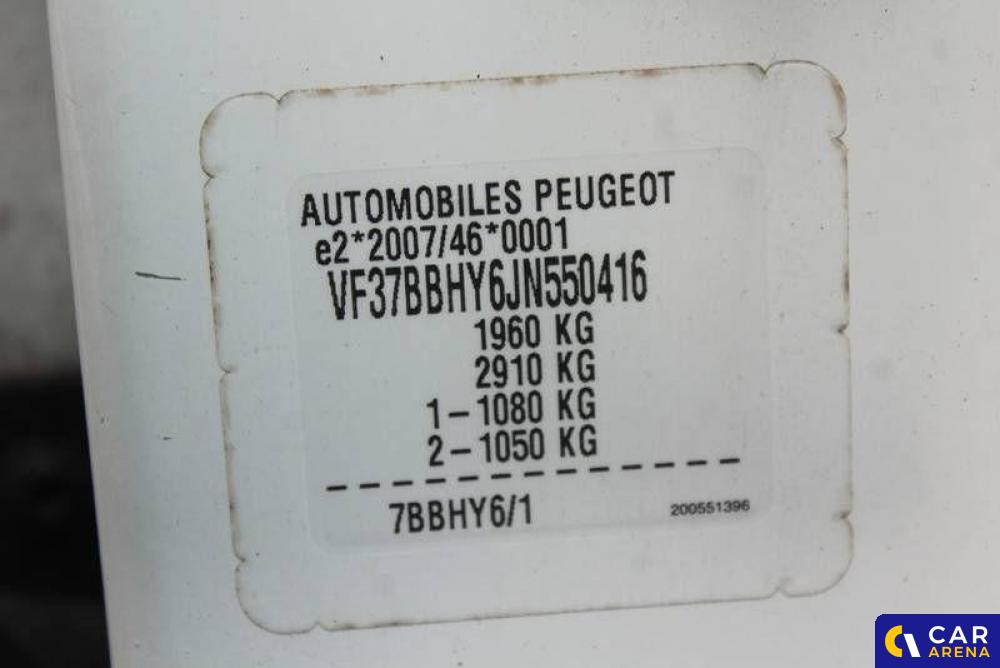 AUTOMOBILES PEUGEOT
e2*2007/46*0001
VF37BBHY6JN550416
1960 KG
2910 KG
1-1080 KG
2-1050 KG
7BBHY6/1
200551396
CAR
ARENA